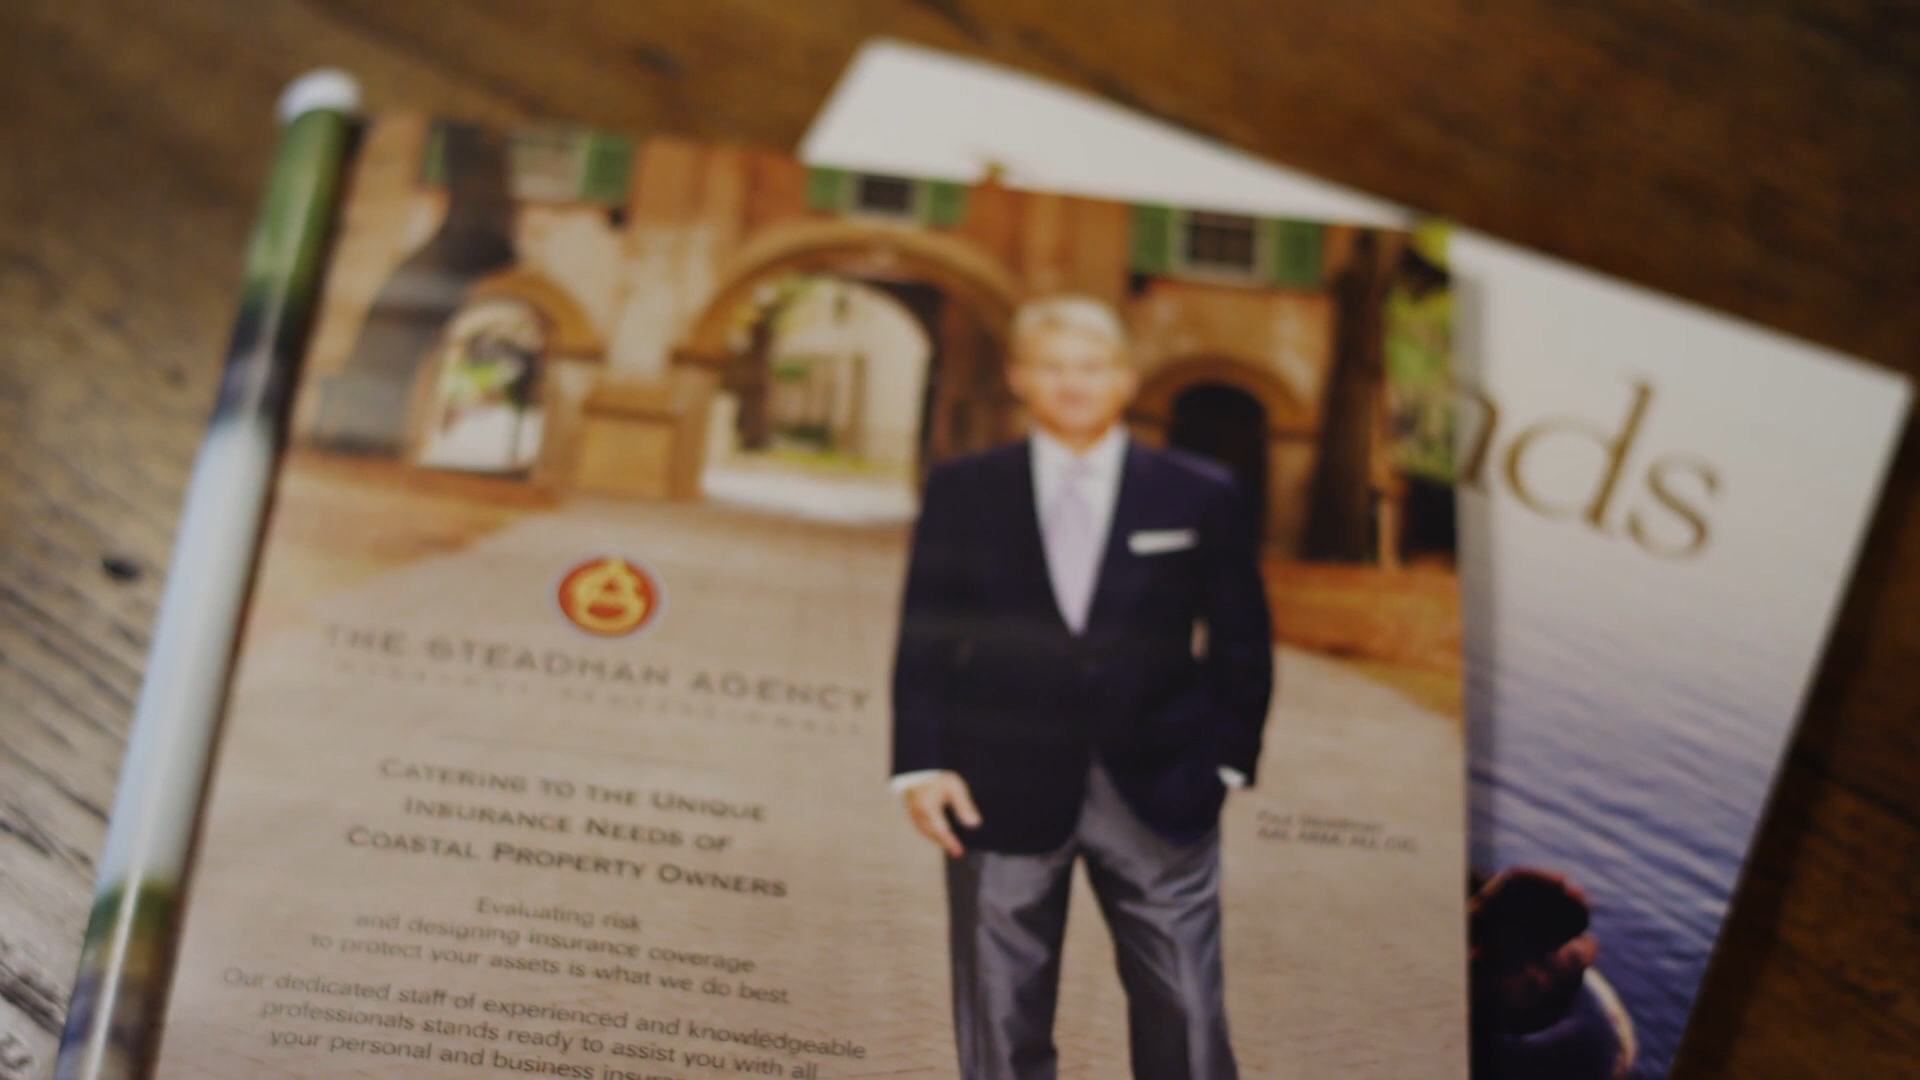 THE STEADMAN AGENCY
CATERING TO THE UNIQUE
INSURANCE NEEDS OF
COASTAL PROPERTY OWNERS
Evaluating risk
and designing insurance coverage
to protect your assets is what we do best
Our dedicated staff of experienced and knowledgeable
professionals stands ready to assist you with all
your personal and business
nds